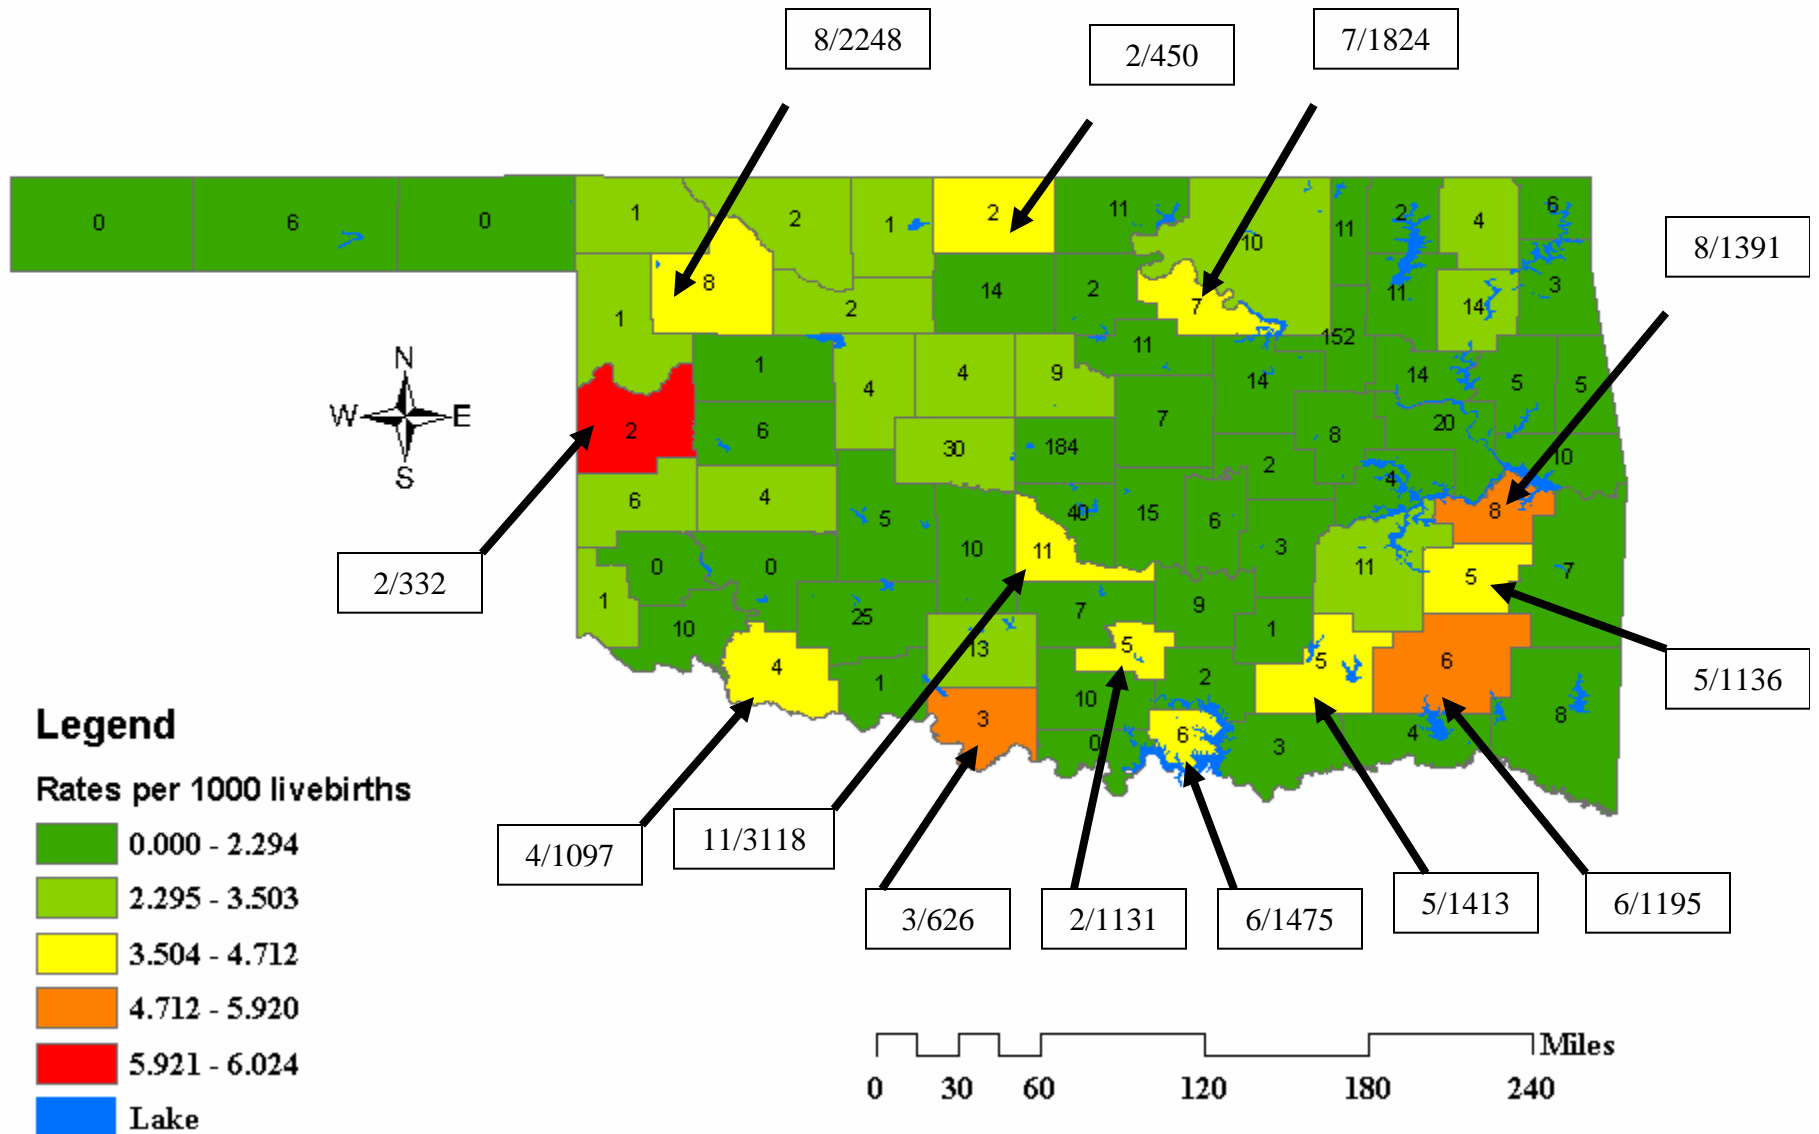 8/2248
2/450
7/1824
0 6 0 1 2 1 2 11 10 11 2 4 6
8/1391
1 8 2 14 2 7 152 11 14 3
N
W E
S
2 1 4 4 9 11 14 14 5 5
6 30 184 7 8 20 10
6 4 5 40 15 2 4 8
2/332
0 0 10 11 6 3 11 5 7
1 10 25 7 9 1
4 1 13 5 2 5 6 8
5/1136
3 10 0 6 3 4
4/1097
11/3118
3/626
2/1131
6/1475
5/1413
6/1195
Legend
Rates per 1000 livebirths
0.000 - 2.294
2.295 - 3.503
3.504 - 4.712
4.712 - 5.920
5.921 - 6.024
Lake
Miles
0 30 60 120 180 240